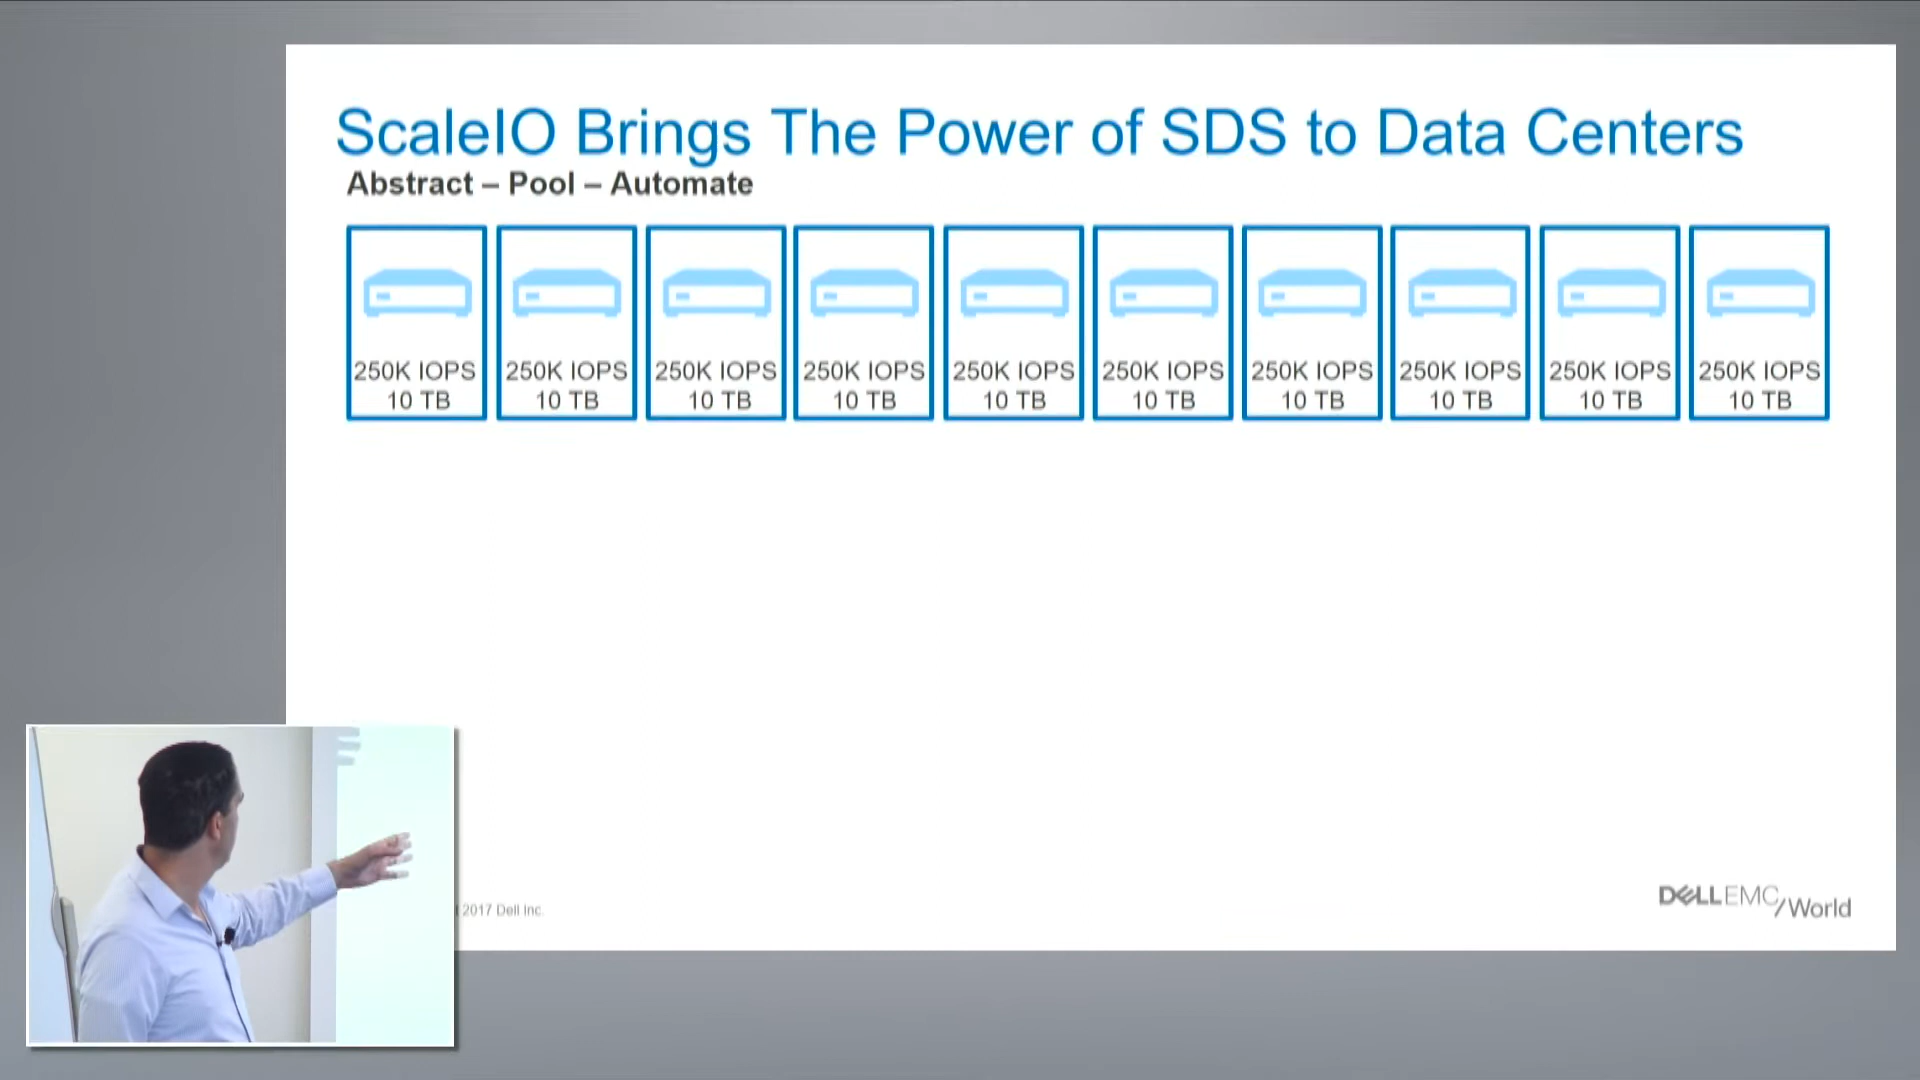 ScaleIO Brings The Power of SDS to Data Centers
Abstract – Pool – Automate
250K IOPS 250K IOPS 250K IOPS 250K IOPS 250K IOPS 250K IOPS 250K IOPS 250K IOPS 250K IOPS 250K IOPS
10 TB 10 TB 10 TB 10 TB 10 TB 10 TB 10 TB 10 TB 10 TB 10 TB
2017 Dell Inc.
DELLEMC/World